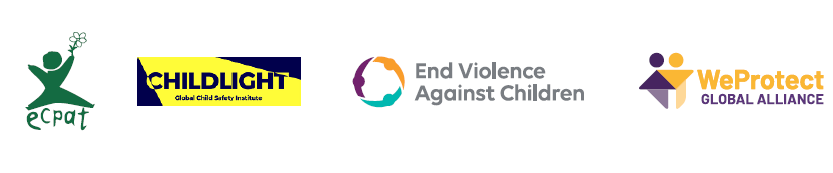 ecpat
CHILDLIGHT
Global Child Safety Institute
End Violence
Against Children
WeProtect
GLOBAL ALLIANCE